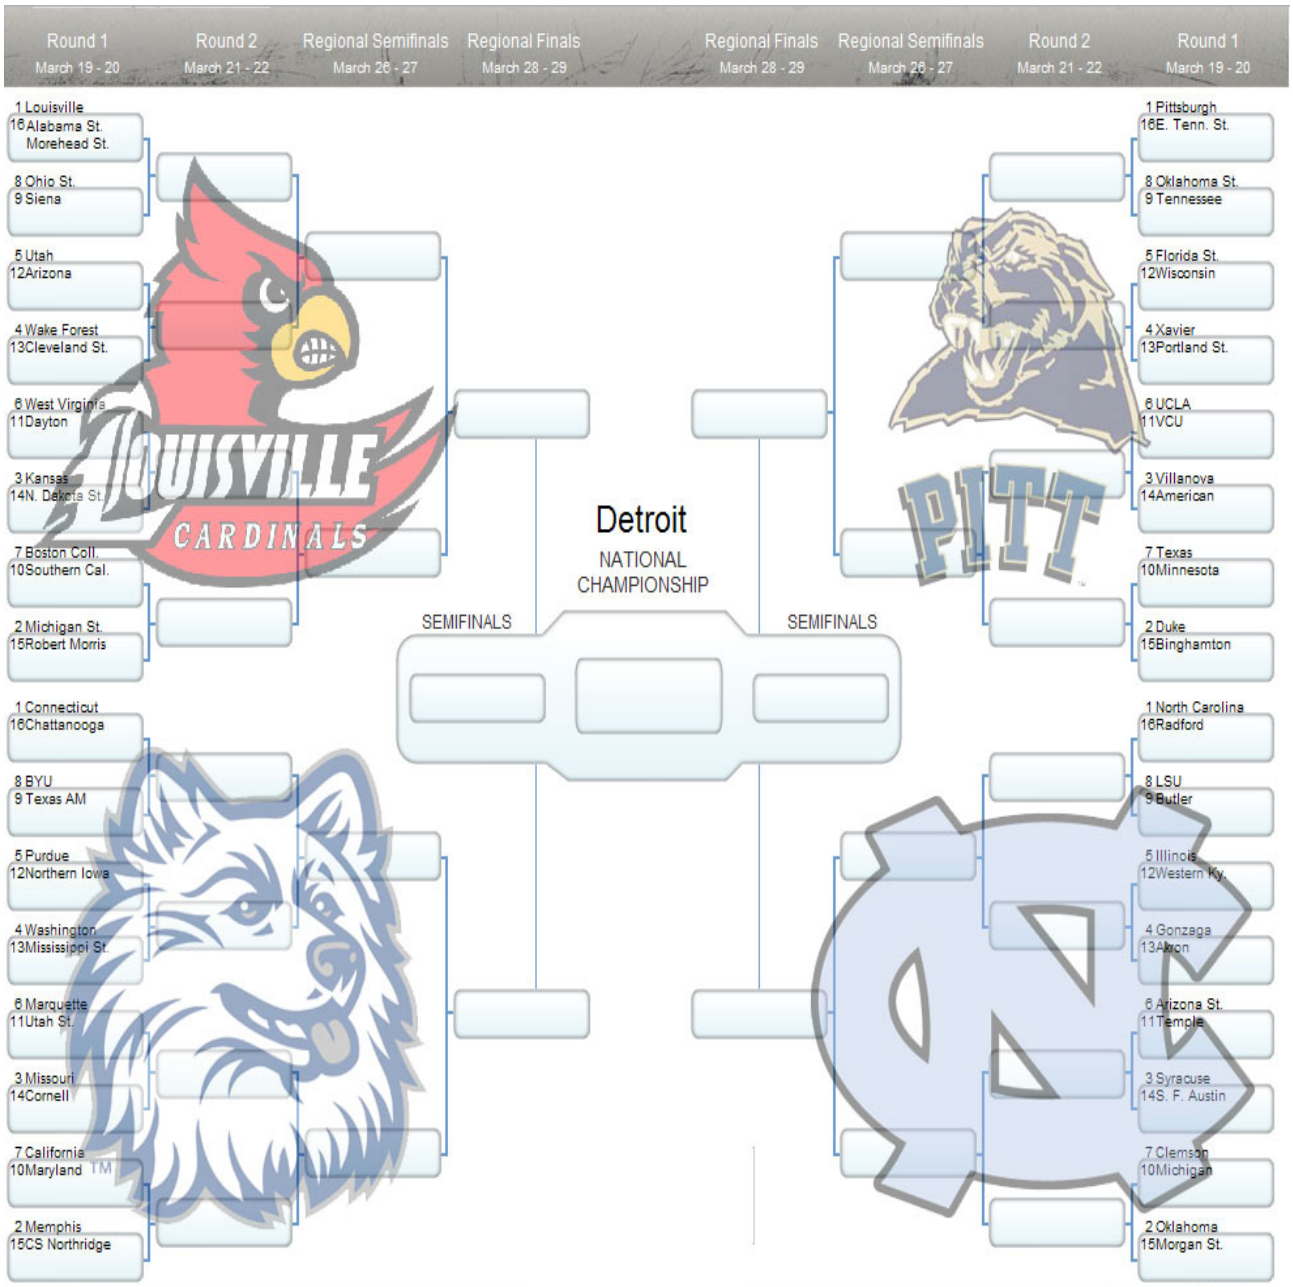 Round 1
Round 2
Regional Semifinals
Regional Finals
Regional Finals
Regional Semifinals
Round 2
Round 1
March 19 - 20
March 21 - 22
March 26 - 27
March 28 - 29
March 28 - 29
March 26 - 27
March 21 - 22
March 19 - 20
1 Louisville
16 Alabama St.
Morehead St.
8 Ohio St.
9 Siena
5 Utah
12 Arizona
4 Wake Forest
13 Cleveland St.
6 West Virginia
11 Dayton
3 Kansas
14 N. Dakota St.
7 Boston Coll.
10 Southern Cal.
2 Michigan St.
15 Robert Morris
LOUISVILLE
CARDINALS
1 Pittsburgh
16 E. Tenn. St.
8 Oklahoma St.
9 Tennessee
5 Florida St.
12 Wisconsin
4 Xavier
13 Portland St.
6 UCLA
11 VCU
3 Villanova
14 American
7 Texas
10 Minnesota
2 Duke
15 Binghamton
PITT
TM
Detroit
NATIONAL
CHAMPIONSHIP
SEMIFINALS
SEMIFINALS
1 Connecticut
16 Chattanooga
8 BYU
9 Texas AM
5 Purdue
12 Northern Iowa
4 Washington
13 Mississippi St.
6 Marquette
11 Utah St.
3 Missouri
14 Cornell
7 California
10 Maryland
TM
2 Memphis
15 CS Northridge
1 North Carolina
16 Radford
8 LSU
9 Butler
5 Illinois
12 Western Ky.
4 Gonzaga
13 Akron
6 Arizona St.
11 Temple
3 Syracuse
14 S. F. Austin
7 Clemson
10 Michigan
2 Oklahoma
15 Morgan St.
NC